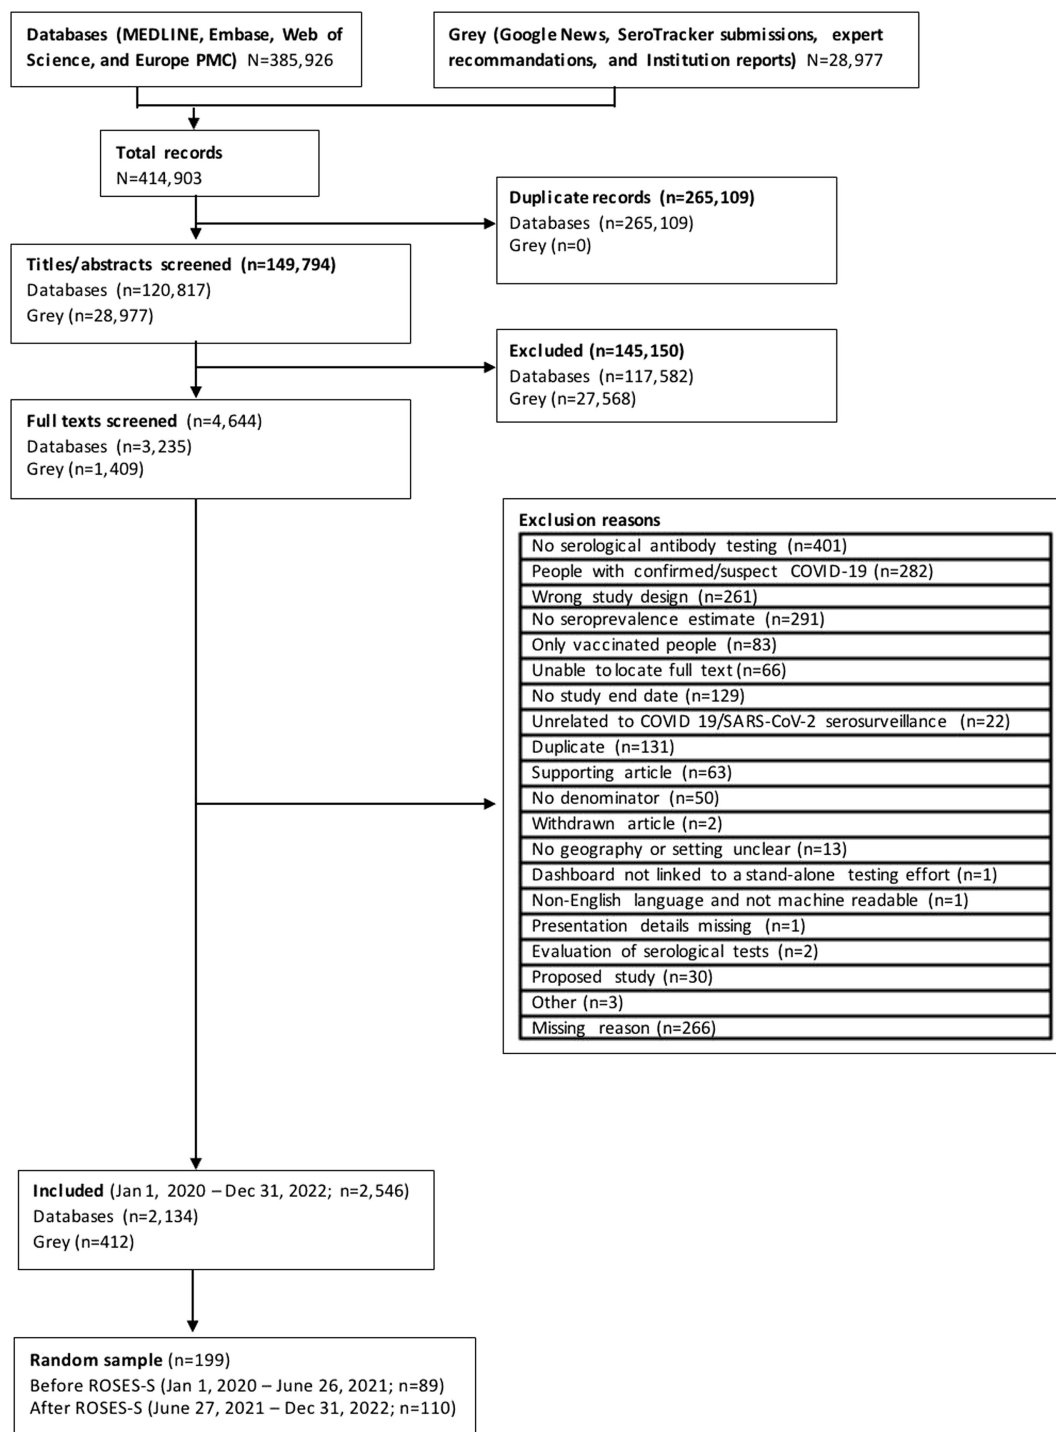 Databases (MEDLINE, Embase, Web of
Science, and Europe PMC) N=385,926
Grey (Google News, SeroTracker submissions, expert
recommandations, and Institution reports) N=28,977
Total records
N=414,903
Duplicate records (n=265,109)
Databases (n=265,109)
Grey (n=0)
Titles/abstracts screened (n=149,794)
Databases (n=120,817)
Grey (n=28,977)
Excluded (n=145,150)
Databases (n=117,582)
Grey (n=27,568)
Full texts screened (n=4,644)
Databases (n=3,235)
Grey (n=1,409)
Exclusion reasons
No serological antibody testing (n=401)
People with confirmed/suspect COVID-19 (n=282)
Wrong study design (n=261)
No seroprevalence estimate (n=291)
Only vaccinated people (n=83)
Unable to locate full text (n=66)
No study end date (n=129)
Unrelated to COVID 19/SARS-CoV-2 serosurveillance (n=22)
Duplicate (n=131)
Supporting article (n=63)
No denominator (n=50)
Withdrawn article (n=2)
No geography or setting unclear (n=13)
Dashboard not linked to a stand-alone testing effort (n=1)
Non-English language and not machine readable (n=1)
Presentation details missing (n=1)
Evaluation of serological tests (n=2)
Proposed study (n=30)
Other (n=3)
Missing reason (n=266)
Included (Jan 1, 2020 – Dec 31, 2022; n=2,546)
Databases (n=2,134)
Grey (n=412)
Random sample (n=199)
Before ROSES-S (Jan 1, 2020 – June 26, 2021; n=89)
After ROSES-S (June 27, 2021 – Dec 31, 2022; n=110)